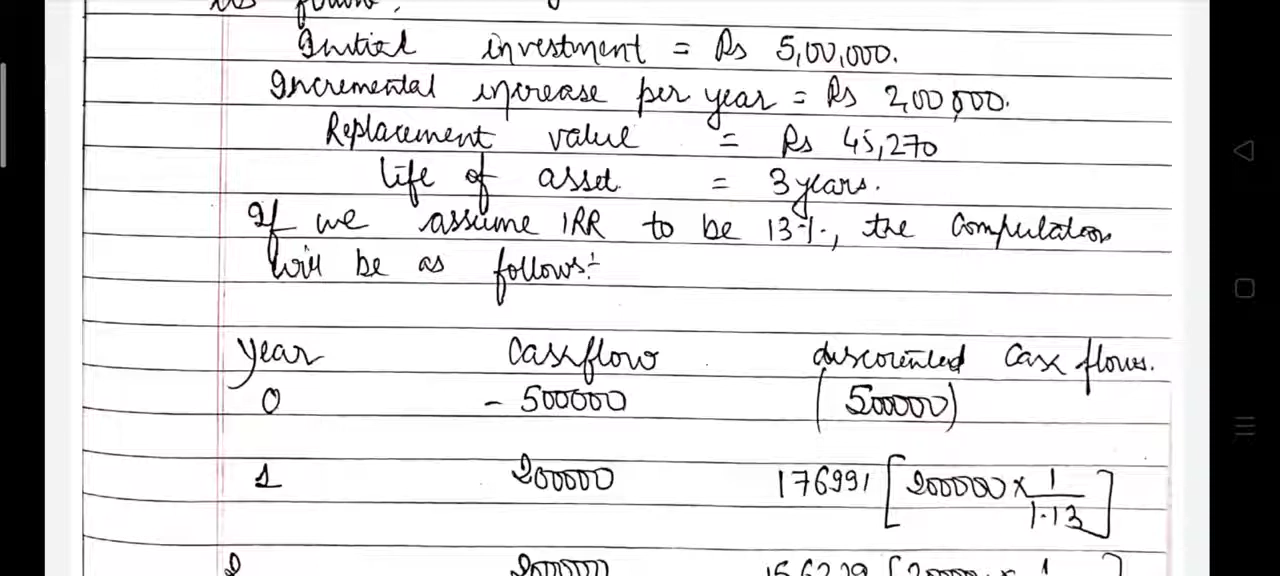 Initial investment = Rs 5,00,000.
Incremental increase per year = Rs 2,00,000.
Replacement value = Rs 45,270
life of asset = 3 years.
If we assume IRR to be 13%, the Computation
will be as follows:-
year Cashflow discounted Cash flows.
0 - 500000 (500000)
1 200000 176991 [200000 x 1/1.13]
2 200000